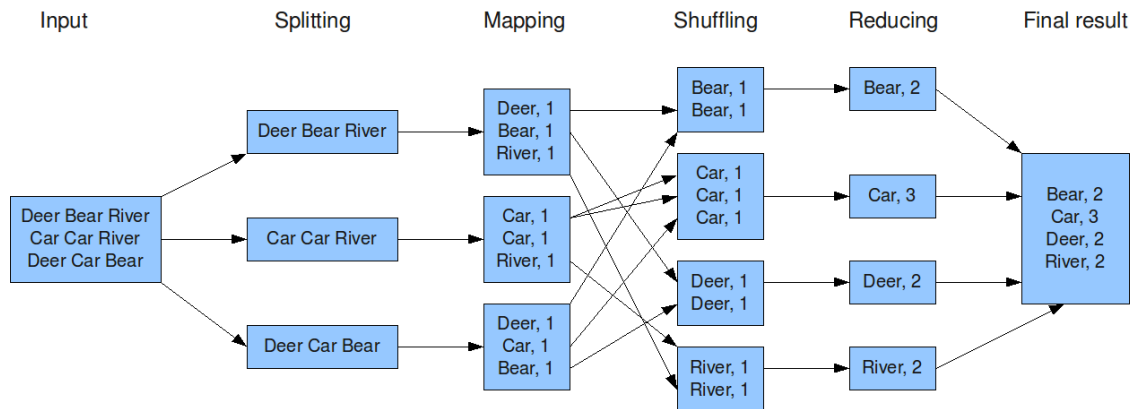 Input
Splitting
Mapping
Shuffling
Reducing
Final result
Deer Bear River
Car Car River
Deer Car Bear
Deer Bear River
Car Car River
Deer Car Bear
Deer, 1
Bear, 1
River, 1
Car, 1
Car, 1
River, 1
Deer, 1
Car, 1
Bear, 1
Bear, 1
Bear, 1
Car, 1
Car, 1
Car, 1
Deer, 1
Deer, 1
River, 1
River, 1
Bear, 2
Car, 3
Deer, 2
River, 2
Bear, 2
Car, 3
Deer, 2
River, 2